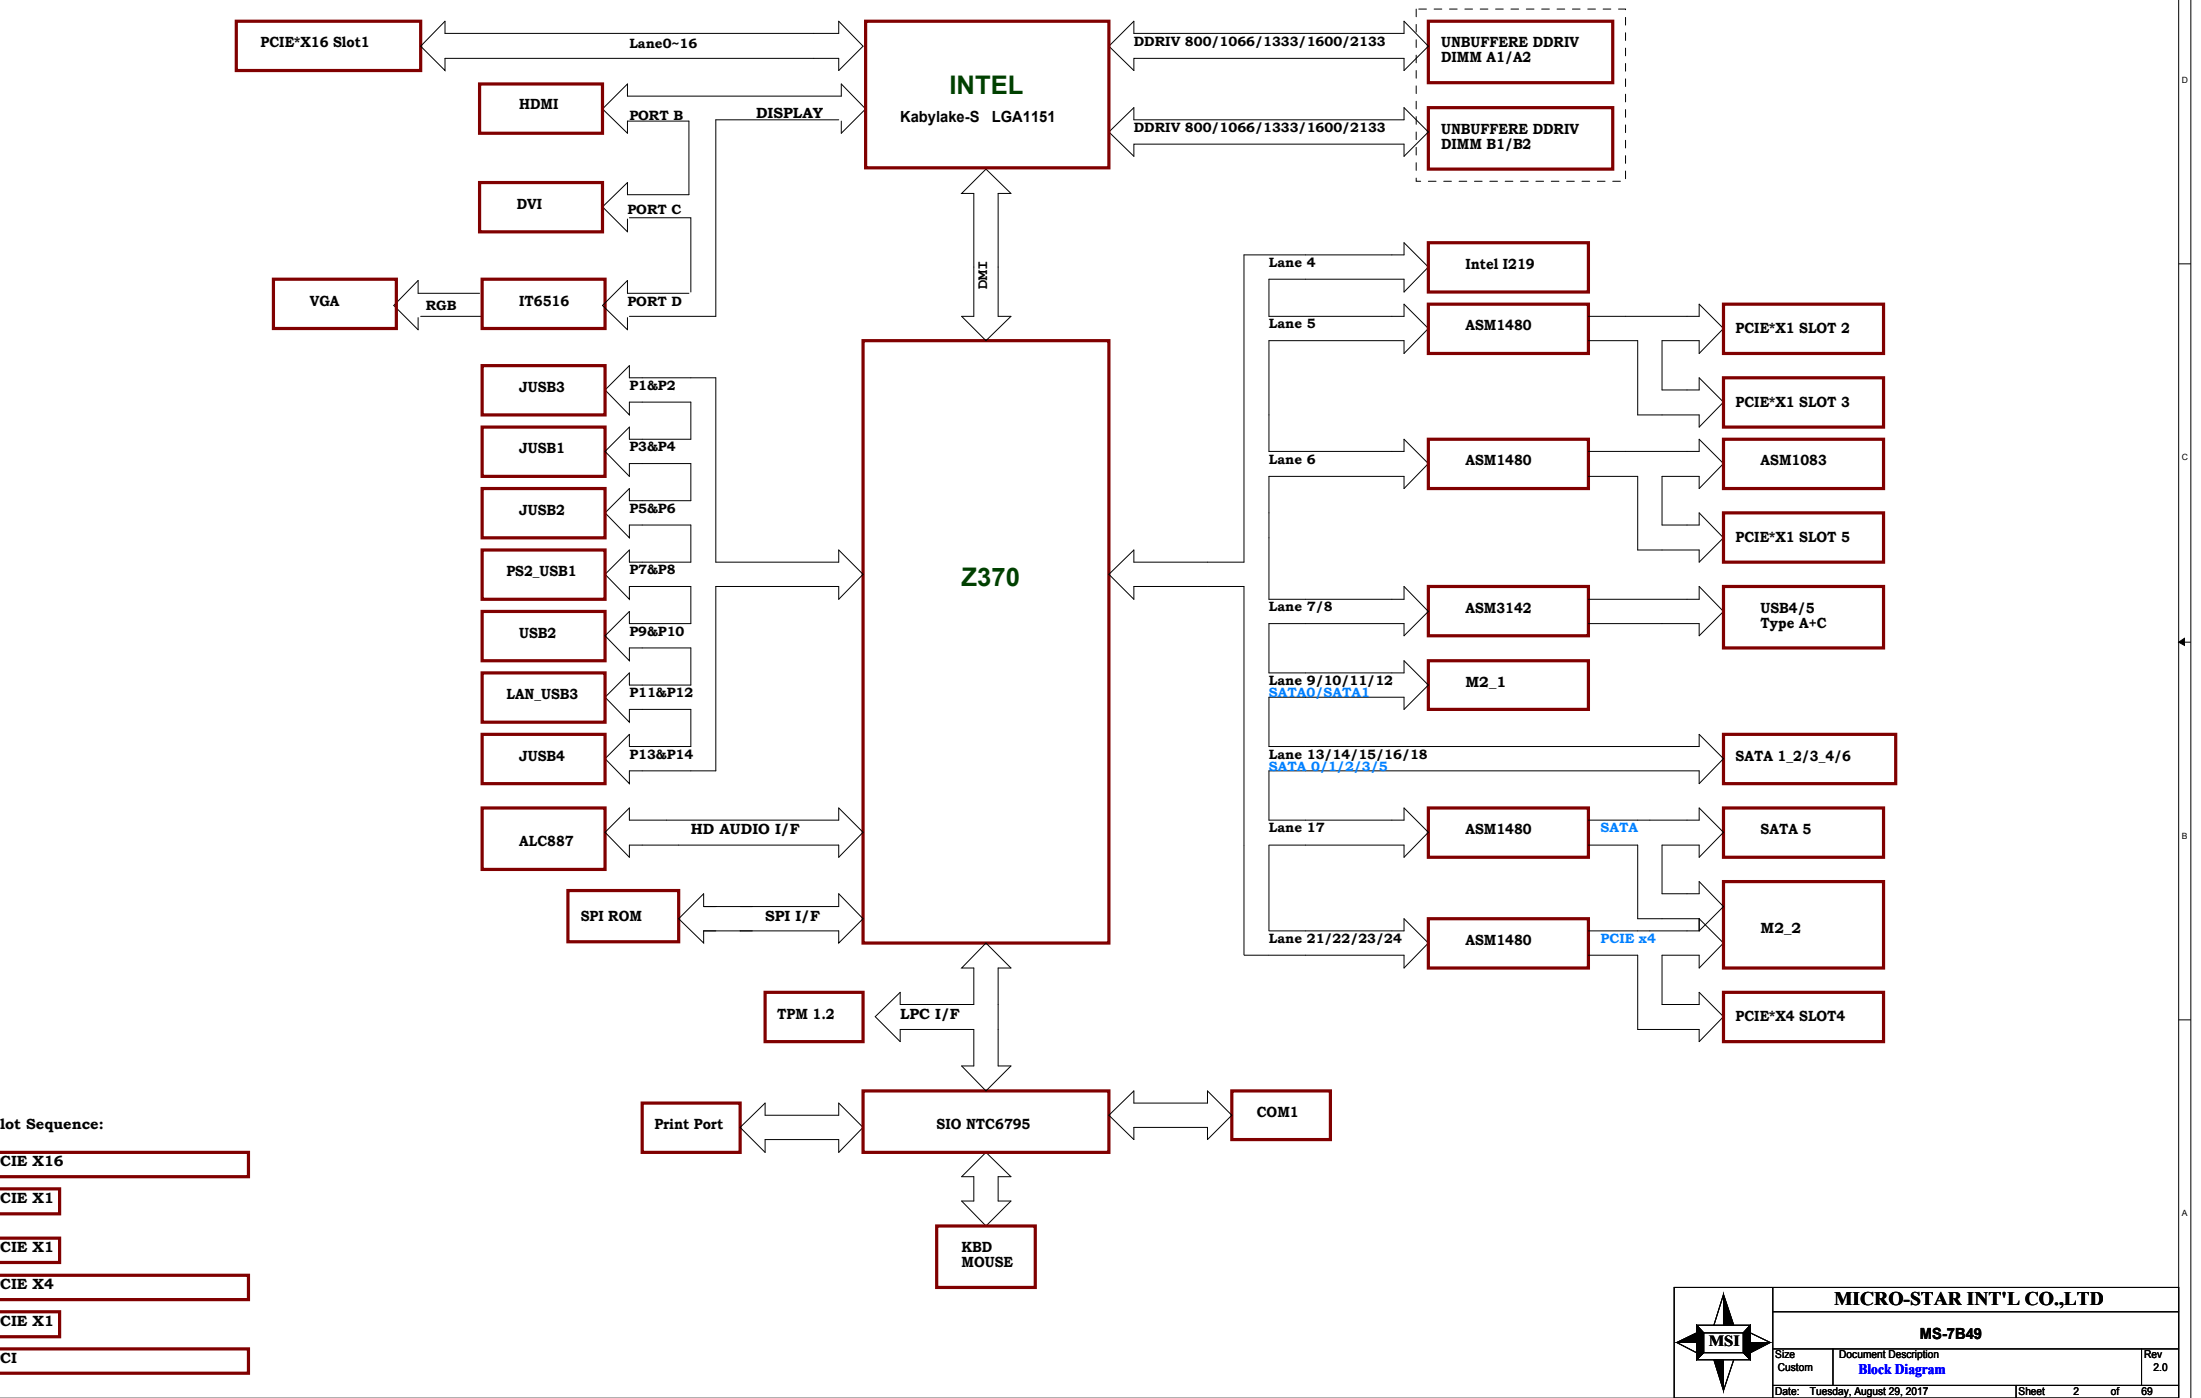 PCIE*X16 Slot1
Lane0~16
INTEL
Kabylake-S LGA1151
DDRIV 800/1066/1333/1600/2133
UNBUFFERE DDRIV
DIMM A1/A2
DDRIV 800/1066/1333/1600/2133
UNBUFFERE DDRIV
DIMM B1/B2
HDMI
PORT B
DISPLAY
DVI
PORT C
VGA
RGB
IT6516
PORT D
DMI
JUSB3
P1&P2
JUSB1
P3&P4
JUSB2
P5&P6
PS2_USB1
P7&P8
USB2
P9&P10
LAN_USB3
P11&P12
JUSB4
P13&P14
ALC887
HD AUDIO I/F
SPI ROM
SPI I/F
Z370
Lane 4
Intel I219
Lane 5
ASM1480
PCIE*X1 SLOT 2
PCIE*X1 SLOT 3
Lane 6
ASM1480
ASM1083
PCIE*X1 SLOT 5
Lane 7/8
ASM3142
USB4/5
Type A+C
Lane 9/10/11/12
SATA0/SATA1
M2_1
Lane 13/14/15/16/18
SATA 0/1/2/3/5
SATA 1_2/3_4/6
Lane 17
ASM1480
SATA
SATA 5
M2_2
Lane 21/22/23/24
ASM1480
PCIE x4
PCIE*X4 SLOT4
TPM 1.2
LPC I/F
Print Port
SIO NTC6795
COM1
KBD
MOUSE
lot Sequence:
CIE X16
CIE X1
CIE X1
CIE X4
CIE X1
CI
D
C
B
A
MSI
MICRO-STAR INT'L CO.,LTD
MS-7B49
Size
Custom
Document Description
Block Diagram
Rev
2.0
Date: Tuesday, August 29, 2017
Sheet 2 of 69